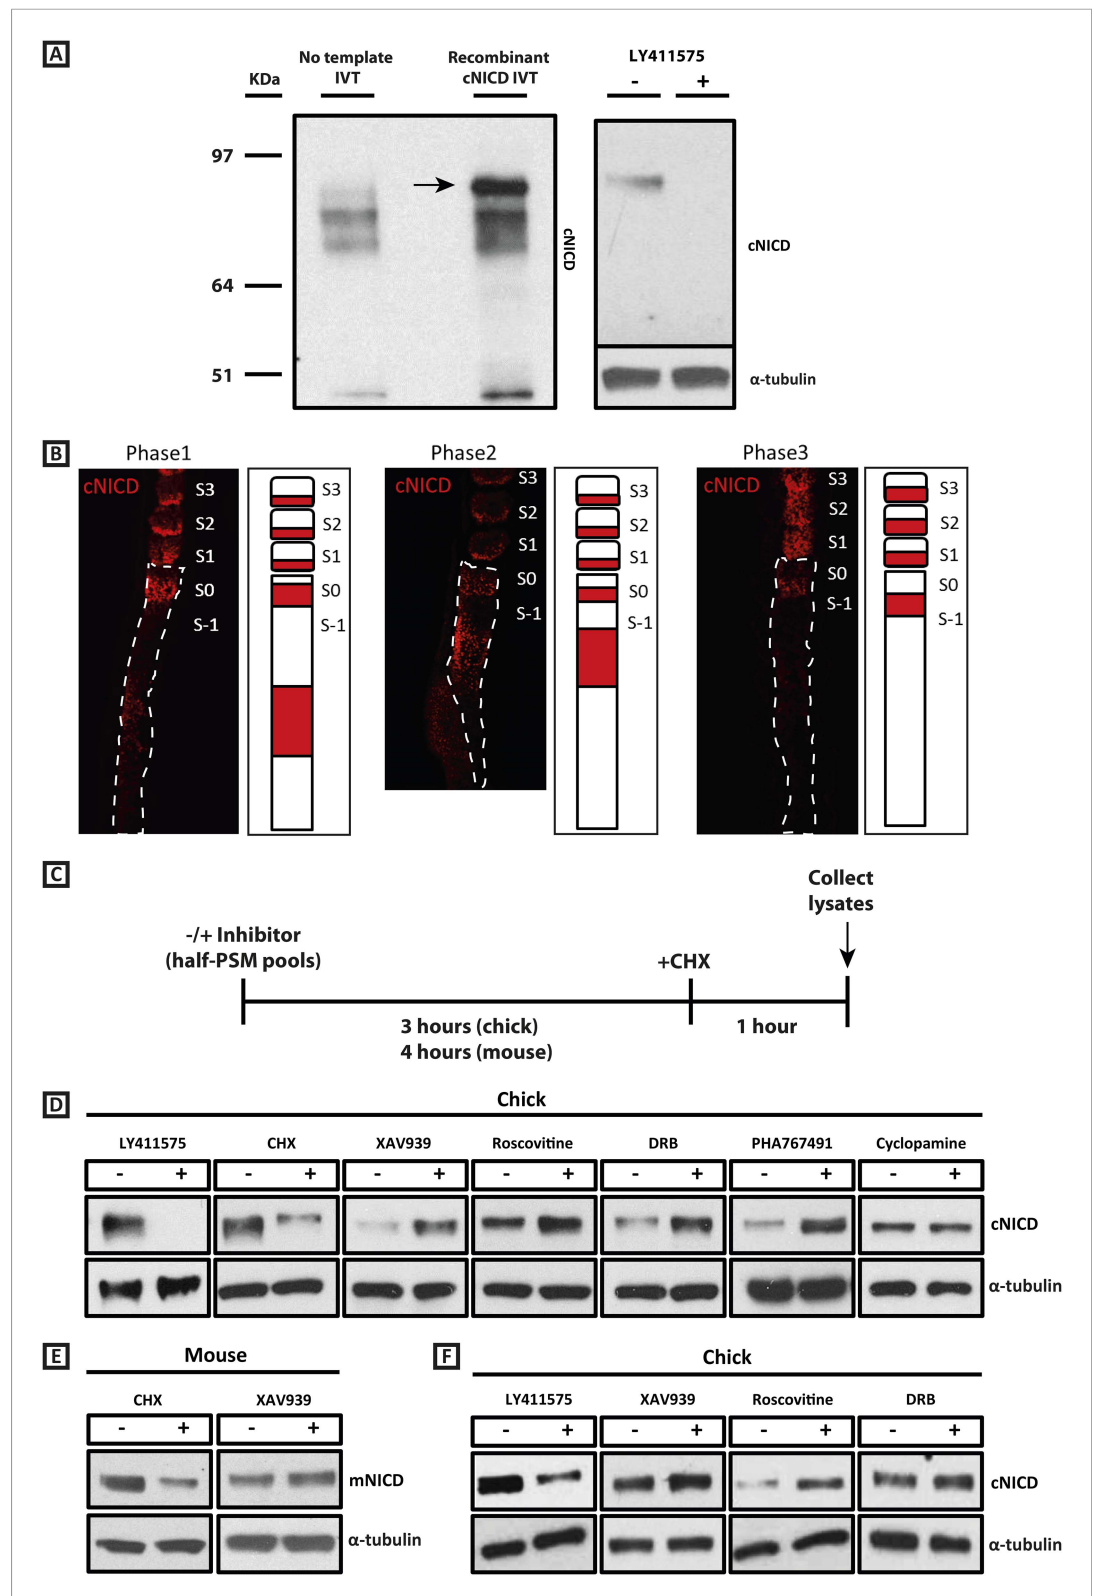 A
KDa
No template
IVT
Recombinant
cNICD IVT
LY411575
- +
97
64
51
cNICD
cNICD
α-tubulin
B
Phase1
Phase2
Phase3
cNICD
S3
S2
S1
S0
S-1
S3
S2
S1
S0
S-1
cNICD
S3
S2
S1
S0
S-1
S3
S2
S1
S0
S-1
cNICD
S3
S2
S1
S0
S-1
S3
S2
S1
S0
S-1
C
-/+ Inhibitor
(half-PSM pools)
+CHX
Collect
lysates
3 hours (chick)
4 hours (mouse)
1 hour
D
Chick
LY411575 CHX XAV939 Roscovitine DRB PHA767491 Cyclopamine
- + - + - + - + - + - + - +
cNICD
α-tubulin
E
Mouse
CHX XAV939
- + - +
mNICD
α-tubulin
F
Chick
LY411575 XAV939 Roscovitine DRB
- + - + - + - +
cNICD
α-tubulin